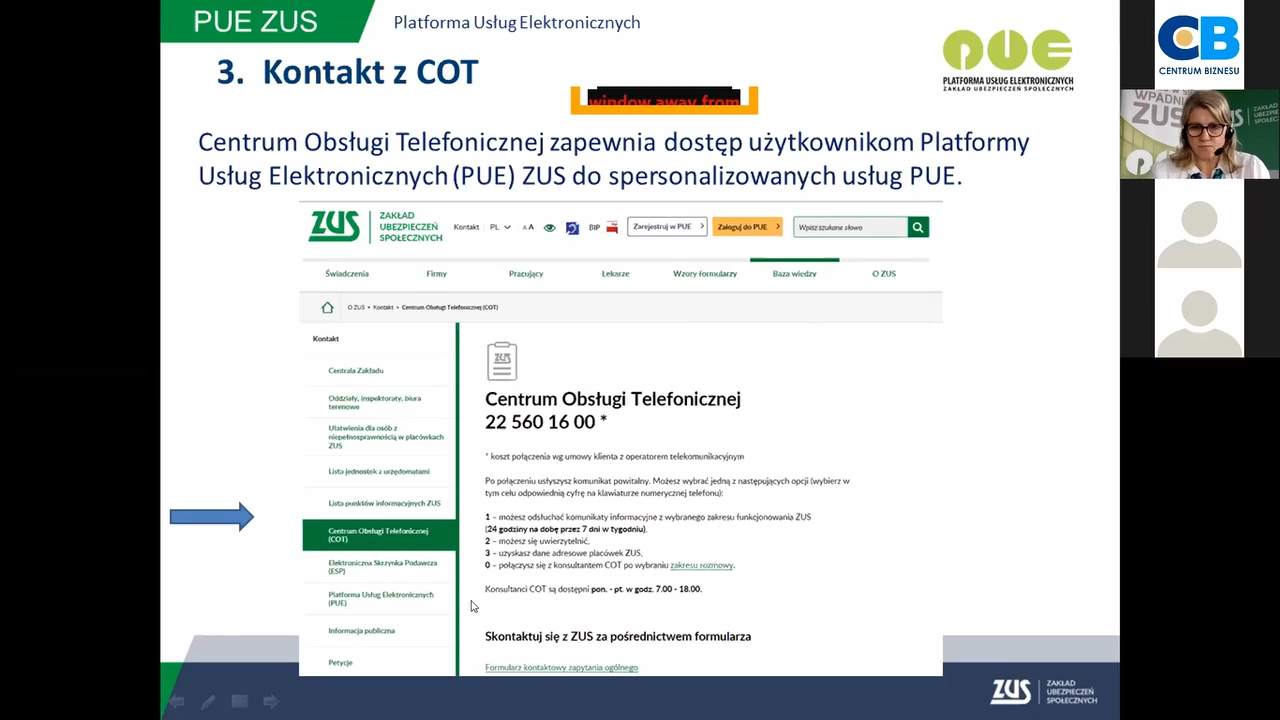 PUE ZUS
Platforma Usług Elektronicznych
3. Kontakt z COT
PUE
PLATFORMA USŁUG ELEKTRONICZNYCH
ZAKŁAD UBEZPIECZEŃ SPOŁECZNYCH
window away from
CB
CENTRUM BIZNESU
WPADNIJ
ZUS
Centrum Obsługi Telefonicznej zapewnia dostęp użytkownikom Platformy
Usług Elektronicznych (PUE) ZUS do spersonalizowanych usług PUE.
ZUS
ZAKŁAD
UBEZPIECZEŃ
SPOŁECZNYCH
Kontakt PL A A BIP Zarejestruj w PUE Zaloguj do PUE Wpisz szukane słowo
Świadczenia Firmy Pracujący Lekarze Wzory formularzy Baza wiedzy O ZUS
O ZUS Kontakt Centrum Obsługi Telefonicznej (COT)
Kontakt
Centrala Zakładu
Oddziały, inspektoraty, biura
terenowe
Ułatwienia dla osób z
niepełnosprawnością w placówkach
ZUS
Lista jednostek z urzędomatami
Lista punktów informacyjnych ZUS
Centrum Obsługi Telefonicznej
(COT)
Elektroniczna Skrzynka Podawcza
(ESP)
Platforma Usług Elektronicznych
(PUE)
Informacja publiczna
Petycje
ZUS
Centrum Obsługi Telefonicznej
22 560 16 00 *
* koszt połączenia wg umowy klienta z operatorem telekomunikacyjnym
Po połączeniu usłyszysz komunikat powitalny. Możesz wybrać jedną z następujących opcji (wybierz w
tym celu odpowiednią cyfrę na klawiaturze numerycznej telefonu):
1 – możesz odsłuchać komunikaty informacyjne z wybranego zakresu funkcjonowania ZUS
(24 godziny na dobę przez 7 dni w tygodniu),
2 – możesz się uwierzytelnić,
3 – uzyskasz dane adresowe placówek ZUS,
0 – połączysz się z konsultantem COT po wybraniu zakresu rozmowy.
Konsultanci COT są dostępni pon. - pt. w godz. 7.00 - 18.00.
Skontaktuj się z ZUS za pośrednictwem formularza
Formularz kontaktowy zapytania ogólnego
ZUS
ZAKŁAD
UBEZPIECZEŃ
SPOŁECZNYCH